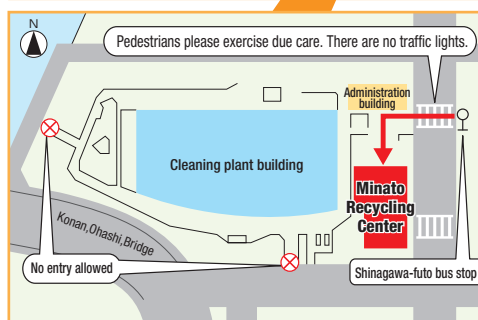 N
Pedestrians please exercise due care. There are no traffic lights.
Administration
building
Cleaning plant building
Minato
Recycling
Center
Konan,Ohashi,Bridge
No entry allowed
Shinagawa-futo bus stop